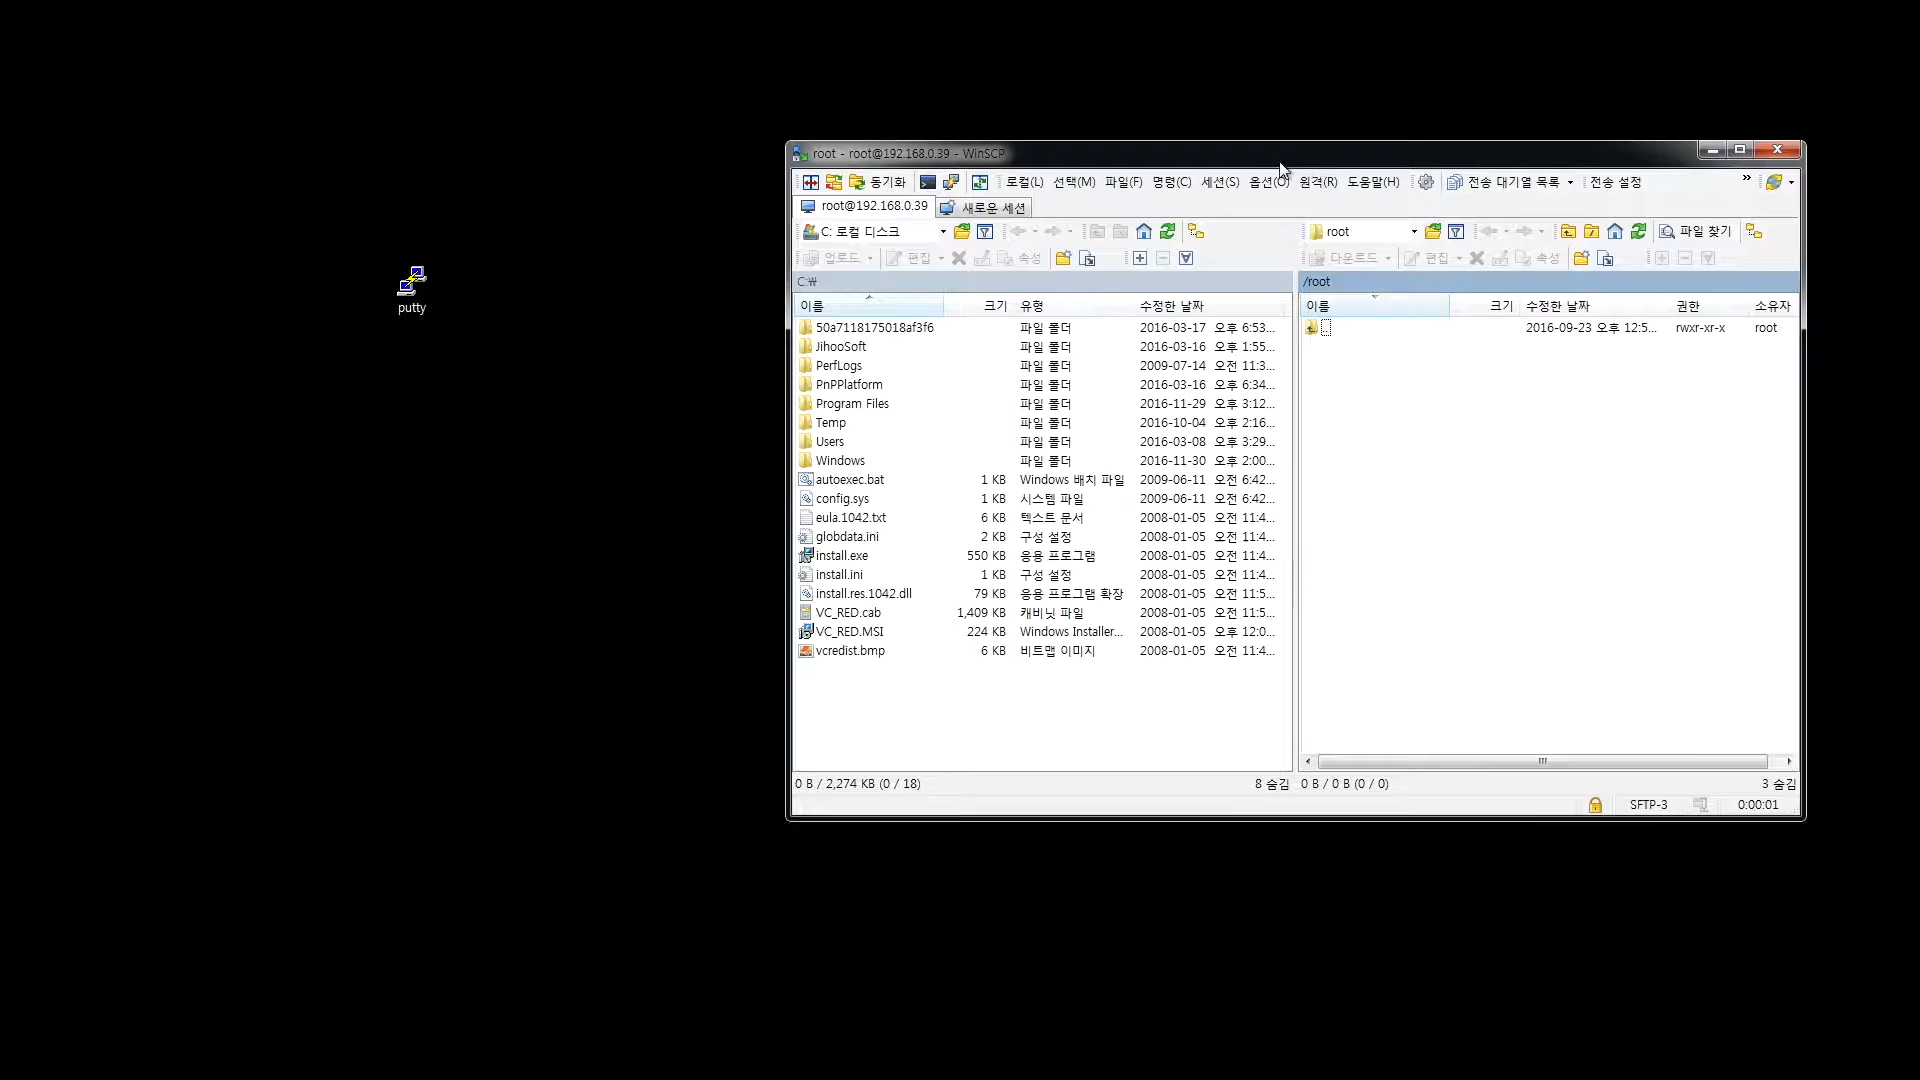 putty
root - root@192.168.0.39 - WinSCP
동기화 로컬(L) 선택(M) 파일(F) 명령(C) 세션(S) 옵션(O) 원격(R) 도움말(H) 전송 대기열 목록 전송 설정 »
root@192.168.0.39 새로운 세션
C: 로컬 디스크 root 파일 찾기
업로드 편집 속성 다운로드 편집 속성
C:₩ /root
이름 크기 유형 수정한 날짜 이름 크기 수정한 날짜 권한 소유자
50a7118175018af3f6 파일 폴더 2016-03-17 오후 6:53... .. 2016-09-23 오후 12:5... rwxr-xr-x root
JihooSoft 파일 폴더 2016-03-16 오후 1:55...
PerfLogs 파일 폴더 2009-07-14 오전 11:3...
PnPPlatform 파일 폴더 2016-03-16 오후 6:34...
Program Files 파일 폴더 2016-11-29 오후 3:12...
Temp 파일 폴더 2016-10-04 오후 2:16...
Users 파일 폴더 2016-03-08 오후 3:29...
Windows 파일 폴더 2016-11-30 오후 2:00...
autoexec.bat 1 KB Windows 배치 파일 2009-06-11 오전 6:42...
config.sys 1 KB 시스템 파일 2009-06-11 오전 6:42...
eula.1042.txt 6 KB 텍스트 문서 2008-01-05 오전 11:4...
globdata.ini 2 KB 구성 설정 2008-01-05 오전 11:4...
install.exe 550 KB 응용 프로그램 2008-01-05 오전 11:4...
install.ini 1 KB 구성 설정 2008-01-05 오전 11:4...
install.res.1042.dll 79 KB 응용 프로그램 확장 2008-01-05 오전 11:5...
VC_RED.cab 1,409 KB 캐비닛 파일 2008-01-05 오전 11:5...
VC_RED.MSI 224 KB Windows Installer... 2008-01-05 오후 12:0...
vcredist.bmp 6 KB 비트맵 이미지 2008-01-05 오전 11:4...
0 B / 2,274 KB (0 / 18) 8 숨김 0 B / 0 B (0 / 0) 3 숨김
SFTP-3 0:00:01